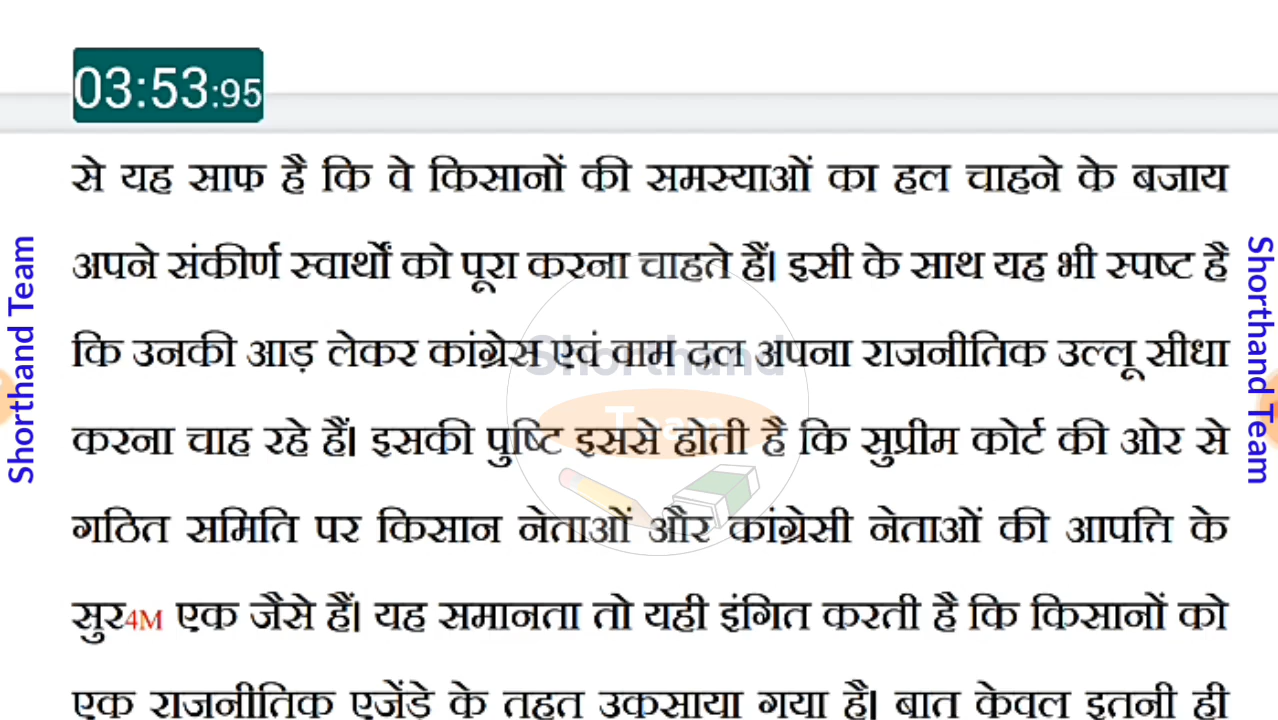 03:53:95
से यह साफ है कि वे किसानों की समस्याओं का हल चाहने के बजाय
अपने संकीर्ण स्वार्थों को पूरा करना चाहते हैं। इसी के साथ यह भी स्पष्ट है
कि उनकी आड़ लेकर कांग्रेस एवं वाम दल अपना राजनीतिक उल्लू सीधा
करना चाह रहे हैं। इसकी पुष्टि इससे होती है कि सुप्रीम कोर्ट की ओर से
गठित समिति पर किसान नेताओं और कांग्रेसी नेताओं की आपत्ति के
सुर4M एक जैसे हैं। यह समानता तो यही इंगित करती है कि किसानों को
एक राजनीतिक एजेंडे के तहत उकसाया गया है। बात केवल इतनी ही
Shorthand Team
Shorthand Team
Shorthand
Team